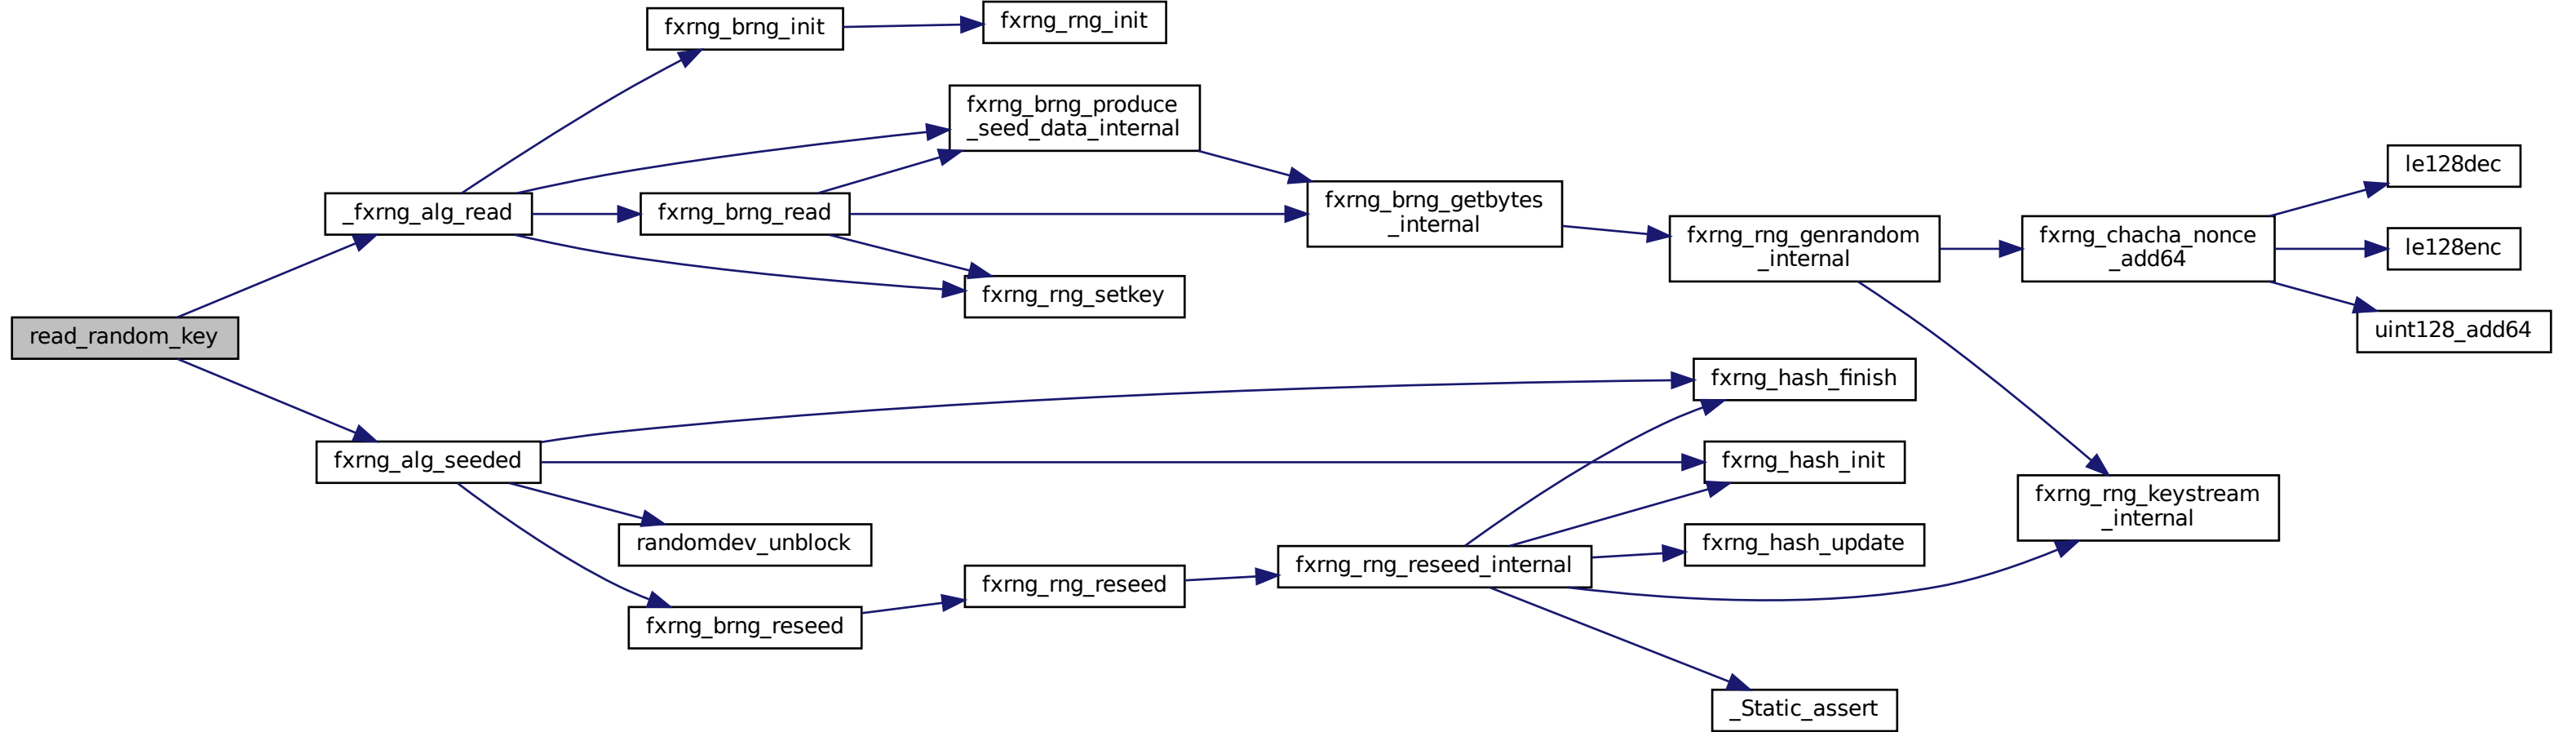 read_random_key
_fxrng_alg_read
fxrng_alg_seeded
fxrng_brng_init
fxrng_brng_read
randomdev_unblock
fxrng_brng_reseed
fxrng_rng_init
fxrng_brng_produce
_seed_data_internal
fxrng_rng_setkey
fxrng_rng_reseed
fxrng_brng_getbytes
_internal
fxrng_rng_reseed_internal
fxrng_rng_genrandom
_internal
fxrng_hash_finish
fxrng_hash_init
fxrng_hash_update
_Static_assert
fxrng_chacha_nonce
_add64
fxrng_rng_keystream
_internal
le128dec
le128enc
uint128_add64